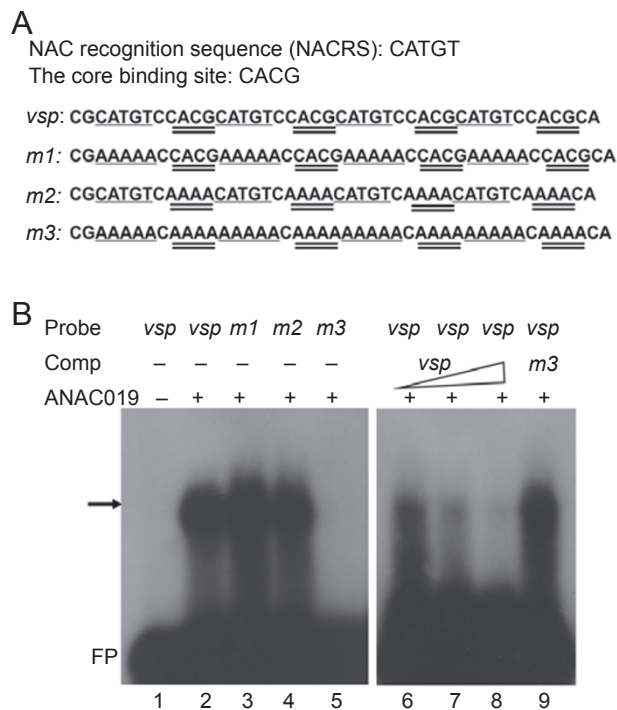 A
NAC recognition sequence (NACRS): CATGT
The core binding site: CACG
vsp: CGCATGTCCACGCATGTCCACGCATGTCCACGCATGTCCACGCA
m1: CGAAAAACCACGAAAAACCACGAAAAACCACGAAAAACCACGCA
m2: CGCATGTCAAAACATGTCAAAACATGTCAAAACATGTCAAAACA
m3: CGAAAAACAAAAAAAAACAAAAAAAAACAAAAAAAAACAAAACA
B
Probe vsp vsp m1 m2 m3 vsp vsp vsp vsp
Comp – – – – – vsp m3
ANAC019 – + + + + + + + +
FP
1 2 3 4 5 6 7 8 9